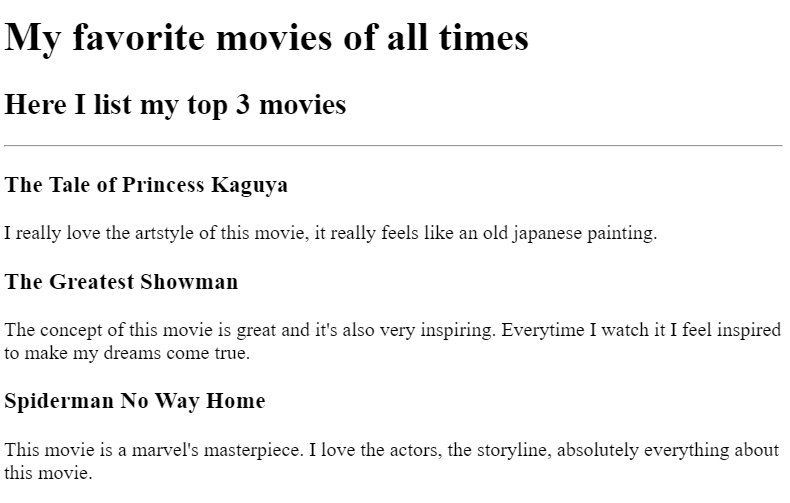 My favorite movies of all times
Here I list my top 3 movies
The Tale of Princess Kaguya
I really love the artstyle of this movie, it really feels like an old japanese painting.
The Greatest Showman
The concept of this movie is great and it's also very inspiring. Everytime I watch it I feel inspired
to make my dreams come true.
Spiderman No Way Home
This movie is a marvel's masterpiece. I love the actors, the storyline, absolutely everything about
this movie.